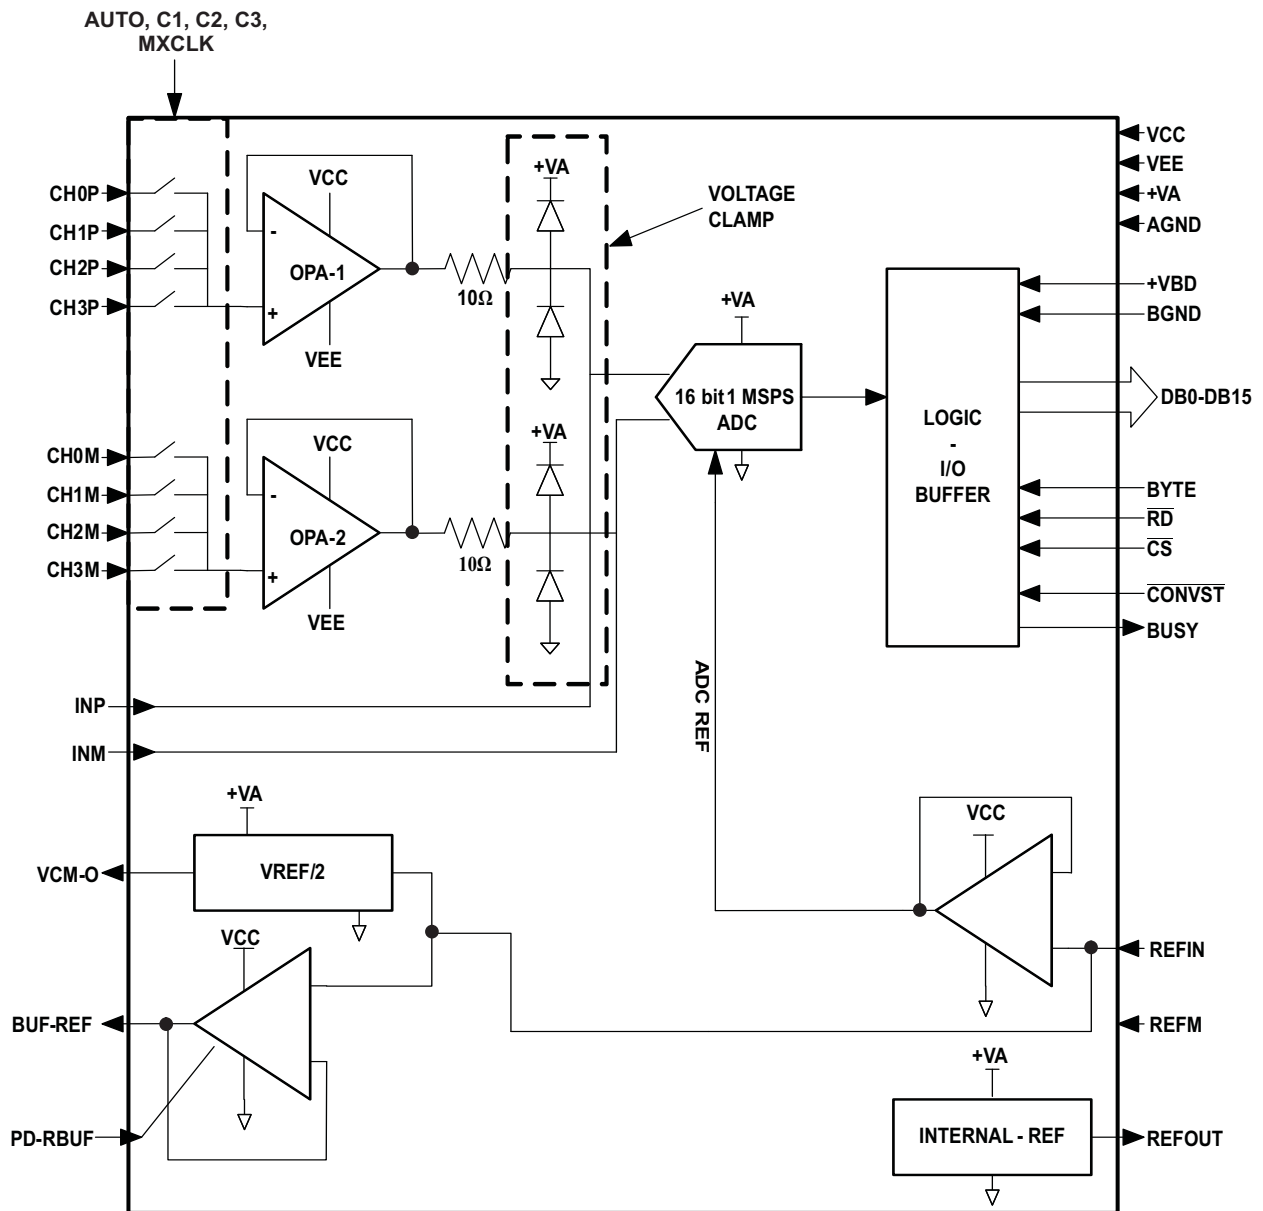 AUTO, C1, C2, C3,
MXCLK
VCC
VEE
+VA
AGND
CH0P
CH1P
CH2P
CH3P
VCC
-
OPA-1
+
VEE
10Ω
+VA
VOLTAGE
CLAMP
+VA
16 bit 1 MSPS
ADC
LOGIC
-
I/O
BUFFER
+VBD
BGND
DB0-DB15
BYTE
RD
CS
CONVST
BUSY
CH0M
CH1M
CH2M
CH3M
VCC
-
OPA-2
+
VEE
10Ω
+VA
INP
INM
ADC REF
+VA
VREF/2
VCM-O
VCC
BUF-REF
PD-RBUF
VCC
REFIN
REFM
+VA
INTERNAL - REF
REFOUT